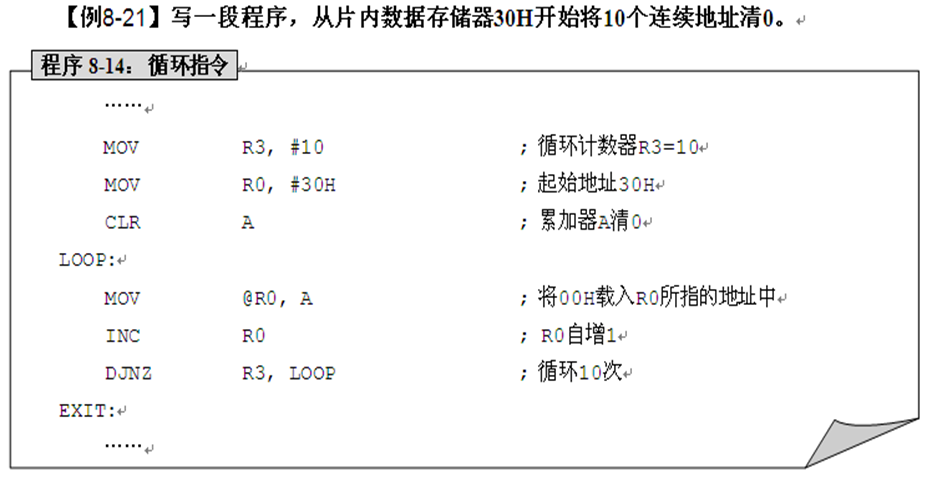 【例8-21】写一段程序，从片内数据存储器30H开始将10个连续地址清0。
程序 8-14：循环指令
……
MOV R3, #10 ；循环计数器R3=10
MOV R0, #30H ；起始地址30H
CLR A ；累加器A清0
LOOP:
MOV @R0, A ；将00H载入R0所指的地址中
INC R0 ；R0自增1
DJNZ R3, LOOP ；循环10次
EXIT:
……